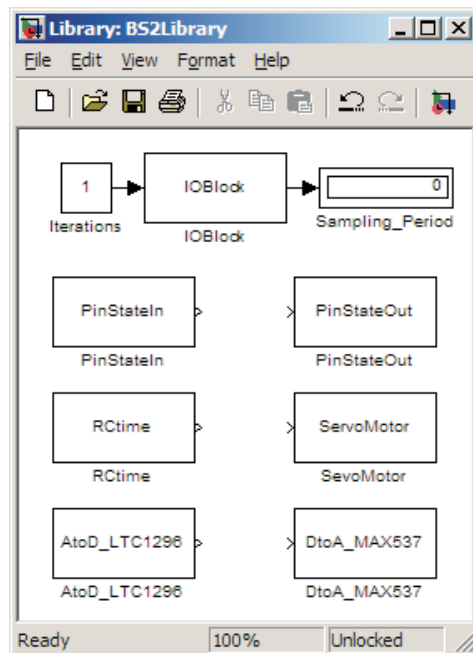 Library: BS2Library
File Edit View Format Help
1 IOBlock 0
Iterations IOBlock Sampling_Period
PinStateIn PinStateOut
PinStateIn PinStateOut
RCtime ServoMotor
RCtime SevoMotor
AtoD_LTC1296 DtoA_MAX537
AtoD_LTC1296 DtoA_MAX537
Ready 100% Unlocked